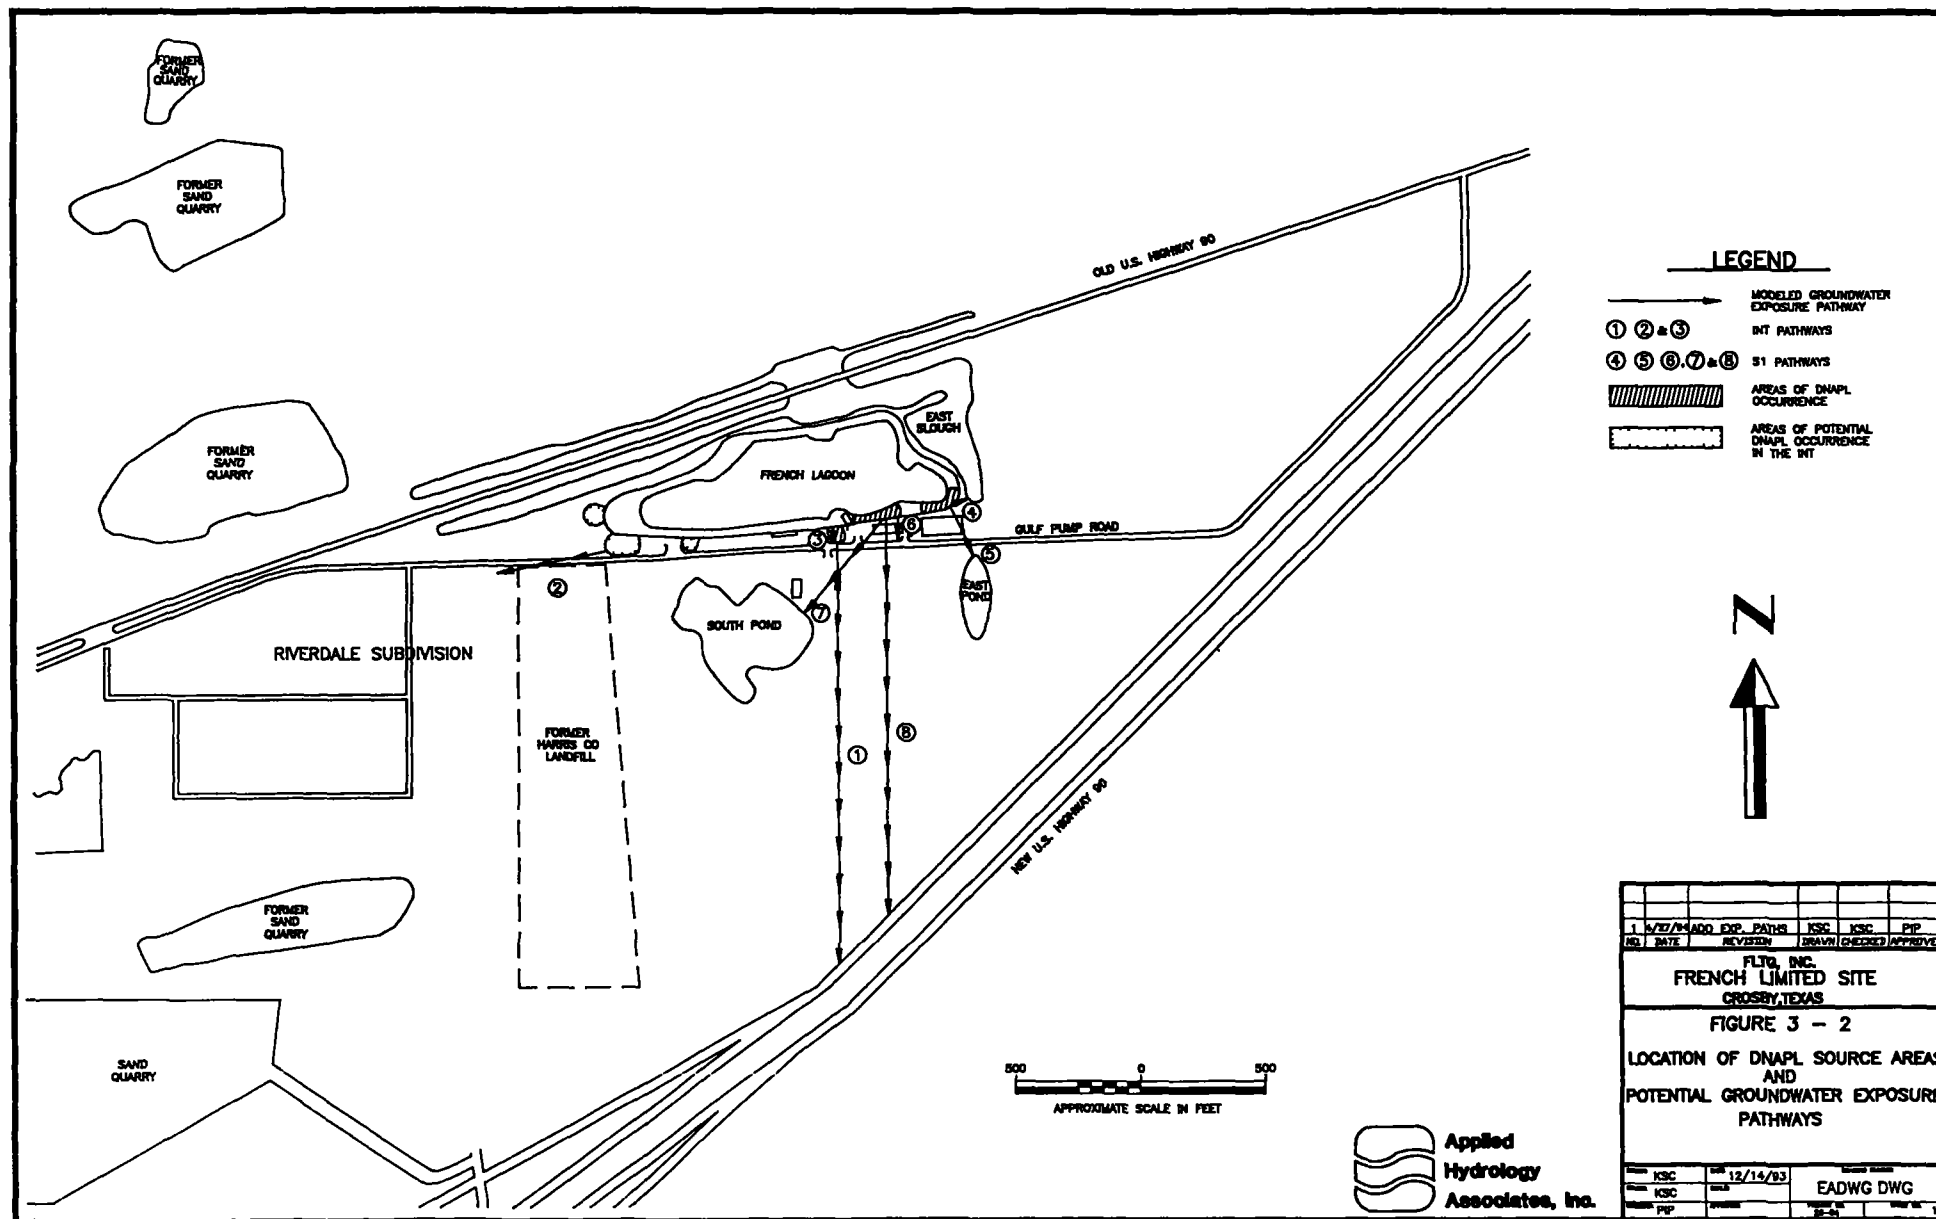 FORMER
SAND
QUARRY
FORMER
SAND
QUARRY
OLD U.S. HIGHWAY 90
LEGEND
MODELED GROUNDWATER
EXPOSURE PATHWAY
① ② & ③ INT PATHWAYS
④ ⑤ ⑥,⑦ & ⑧ S1 PATHWAYS
AREAS OF DNAPL
OCCURRENCE
AREAS OF POTENTIAL
DNAPL OCCURRENCE
IN THE INT
FORMER
SAND
QUARRY
EAST
SLOUGH
FRENCH LAGOON
④
⑥
③
GULF PUMP ROAD
⑤
②
EAST
POND
⑦
SOUTH POND
N
RIVERDALE SUBDIVISION
FORMER
HARRIS CO
LANDFILL
①
⑧
NEW U.S. HIGHWAY 90
FORMER
SAND
QUARRY
SAND
QUARRY
500 0 500
APPROXIMATE SCALE IN FEET
Applied
Hydrology
Associates, Inc.
1 ADD EXP. PATHS KSC KSC PIP
NO. DATE REVISION DRAWN CHECKED APPROVE
FLTG, INC.
FRENCH LIMITED SITE
CROSBY, TEXAS
FIGURE 3 - 2
LOCATION OF DNAPL SOURCE AREAS
AND
POTENTIAL GROUNDWATER EXPOSURE
PATHWAYS
KSC 12/14/93
KSC EADWG DWG
PIP